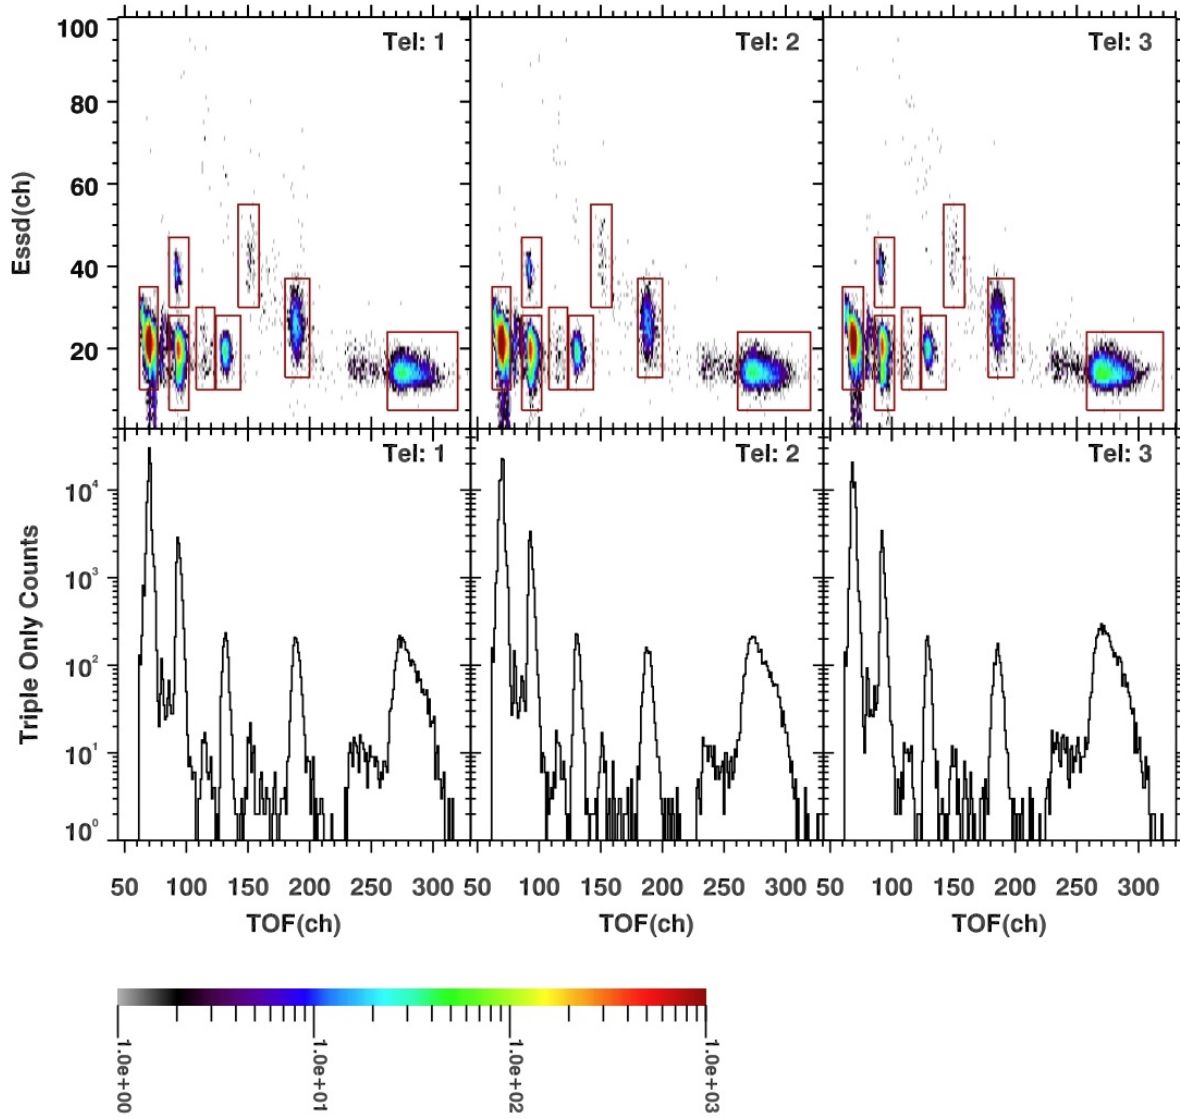 Tel: 1 Tel: 2 Tel: 3
100
80
60
40
20
Essd(ch)
Tel: 1 Tel: 2 Tel: 3
10⁴
10³
10²
10¹
10⁰
Triple Only Counts
50 100 150 200 250 300 50 100 150 200 250 300 50 100 150 200 250 300
TOF(ch) TOF(ch) TOF(ch)
1.0e+00 1.0e+01 1.0e+02 1.0e+03